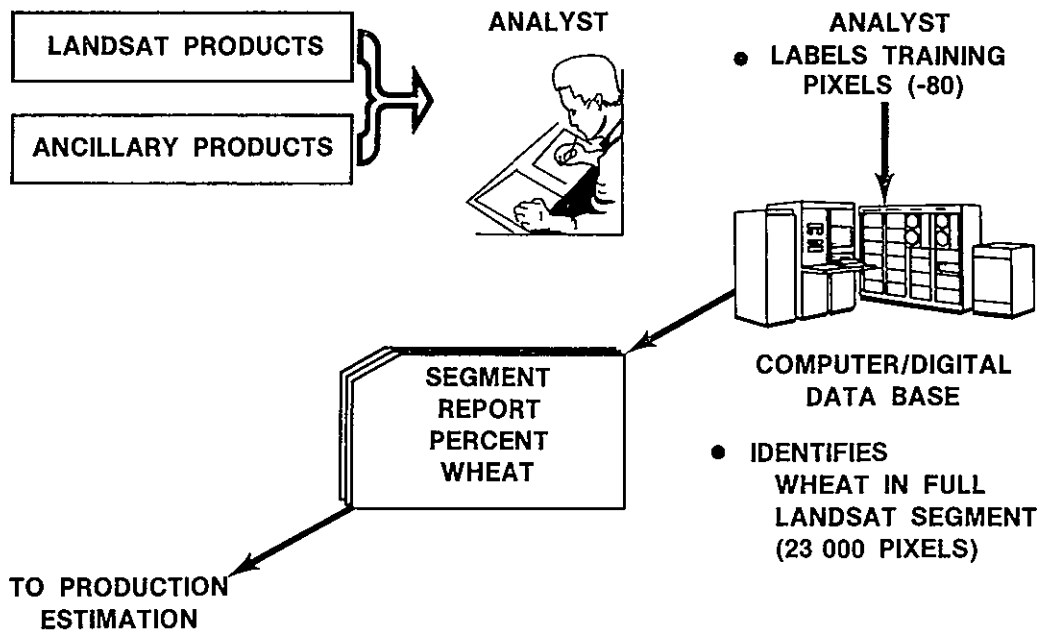 LANDSAT PRODUCTS
ANCILLARY PRODUCTS
ANALYST
ANALYST
● LABELS TRAINING
PIXELS (-80)
COMPUTER/DIGITAL
DATA BASE
● IDENTIFIES
WHEAT IN FULL
LANDSAT SEGMENT
(23 000 PIXELS)
SEGMENT
REPORT
PERCENT
WHEAT
TO PRODUCTION
ESTIMATION